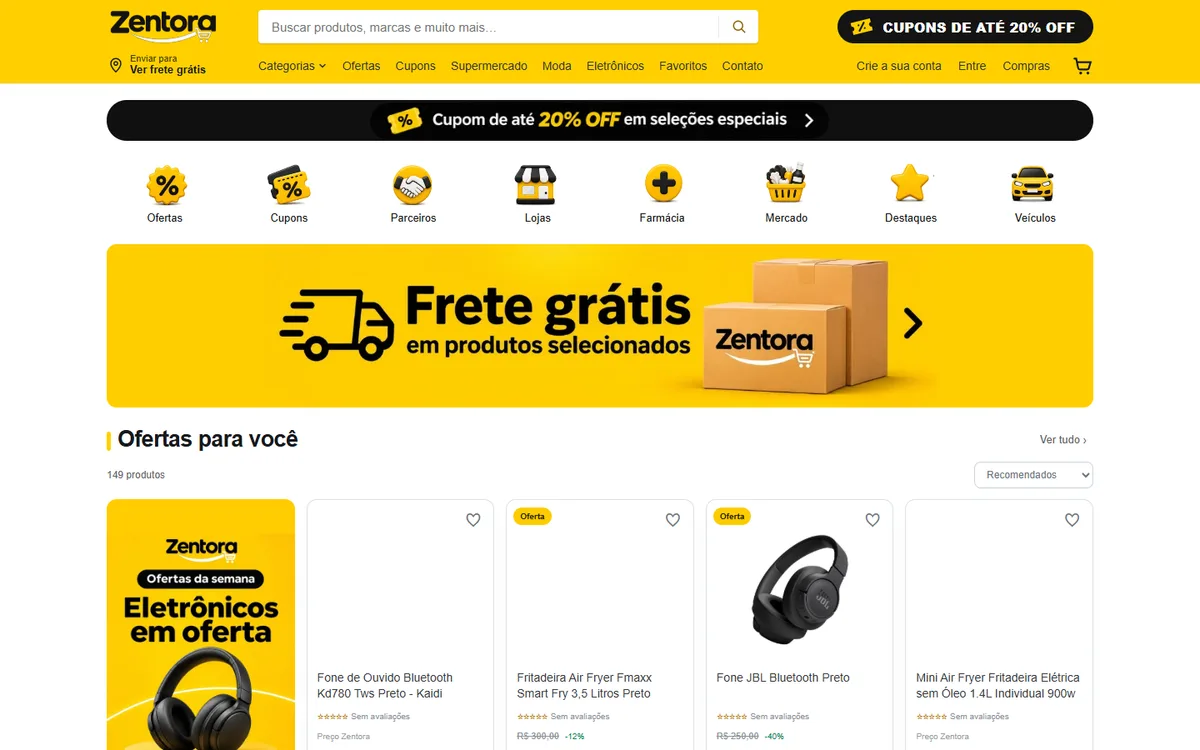 Zentora
Buscar produtos, marcas e muito mais...
CUPONS DE ATÉ 20% OFF
Enviar para
Ver frete grátis
Categorias
Ofertas
Cupons
Supermercado
Moda
Eletrônicos
Favoritos
Contato
Crie a sua conta
Entre
Compras
Cupom de até 20% OFF em seleções especiais
Ofertas
Cupons
Parceiros
Lojas
Farmácia
Mercado
Destaques
Veículos
Frete grátis
em produtos selecionados
Zentora
Ofertas para você
Ver tudo ›
149 produtos
Recomendados
Zentora
Ofertas da semana
Eletrônicos
em oferta
Fone de Ouvido Bluetooth
Kd780 Tws Preto - Kaidi
☆☆☆☆☆ Sem avaliações
Preço Zentora
Oferta
Fritadeira Air Fryer Fmaxx
Smart Fry 3,5 Litros Preto
☆☆☆☆☆ Sem avaliações
R$ 300,00 -12%
Oferta
JBL
Fone JBL Bluetooth Preto
☆☆☆☆☆ Sem avaliações
R$ 250,00 -40%
Mini Air Fryer Fritadeira Elétrica
sem Óleo 1.4L Individual 900w
☆☆☆☆☆ Sem avaliações
Preço Zentora